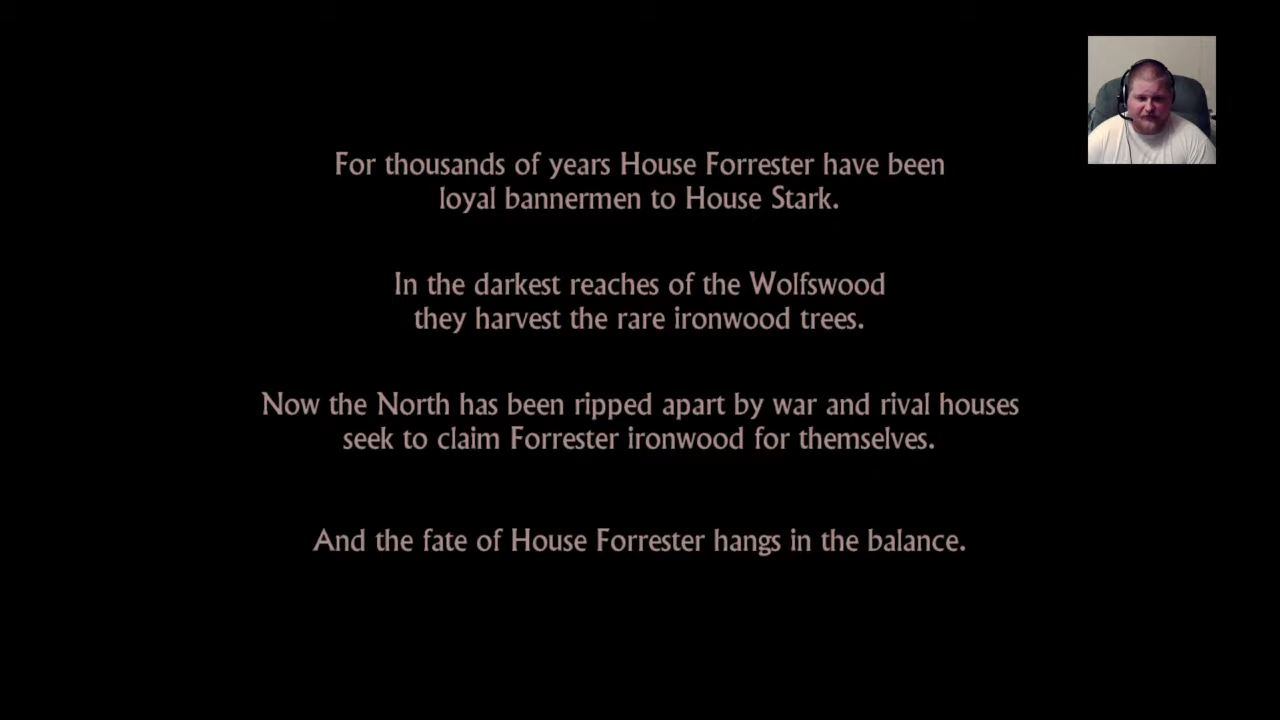 For thousands of years House Forrester have been
loyal bannermen to House Stark.
In the darkest reaches of the Wolfswood
they harvest the rare ironwood trees.
Now the North has been ripped apart by war and rival houses
seek to claim Forrester ironwood for themselves.
And the fate of House Forrester hangs in the balance.